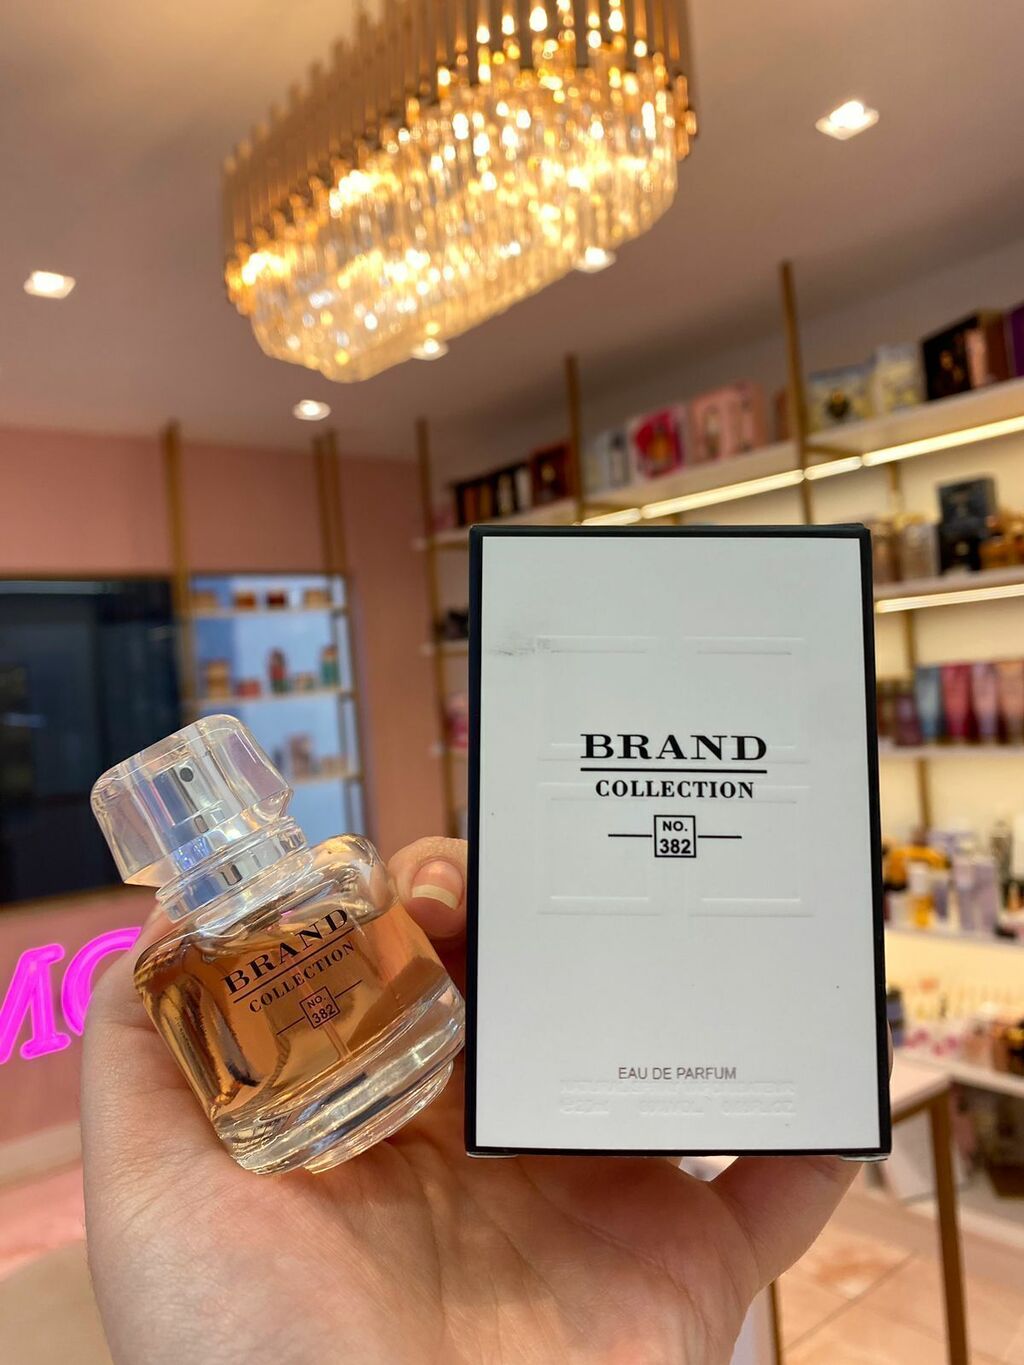 BRAND
COLLECTION
NO.
382
EAU DE PARFUM
BRAND
COLLECTION
NO.
382